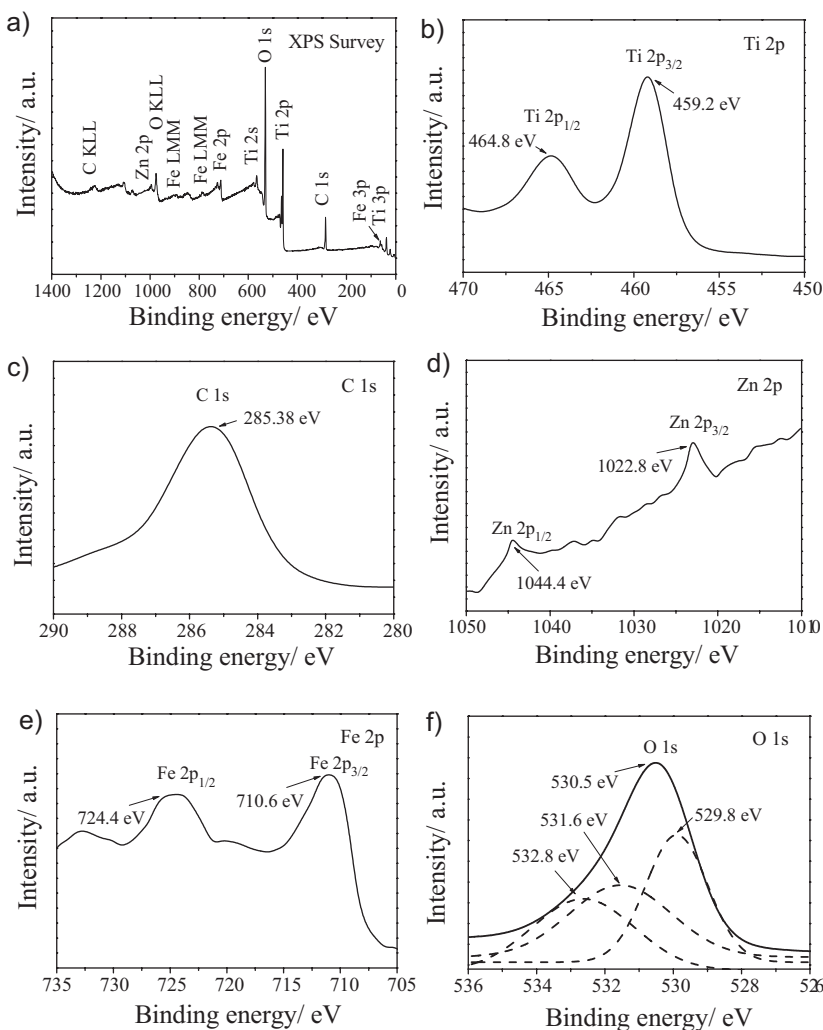 a)
XPS Survey
C KLL
Zn 2p
O KLL
Fe LMM
Fe LMM
Fe 2p
Ti 2s
O 1s
Ti 2p
C 1s
Fe 3p
Ti 3p
Intensity/ a.u.
1400 1200 1000 800 600 400 200 0
Binding energy/ eV
b)
Ti 2p
Ti 2p3/2
459.2 eV
Ti 2p1/2
464.8 eV
Intensity/ a.u.
470 465 460 455 450
Binding energy/ eV
c)
C 1s
C 1s
285.38 eV
Intensity/ a.u.
290 288 286 284 282 280
Binding energy/ eV
d)
Zn 2p
Zn 2p3/2
1022.8 eV
Zn 2p1/2
1044.4 eV
Intensity/ a.u.
1050 1040 1030 1020 1010
Binding energy/ eV
e)
Fe 2p
Fe 2p1/2
Fe 2p3/2
710.6 eV
724.4 eV
Intensity/ a.u.
735 730 725 720 715 710 705
Binding energy/ eV
f)
O 1s
O 1s
530.5 eV
531.6 eV
529.8 eV
532.8 eV
Intensity/ a.u.
536 534 532 530 528 526
Binding energy/ eV